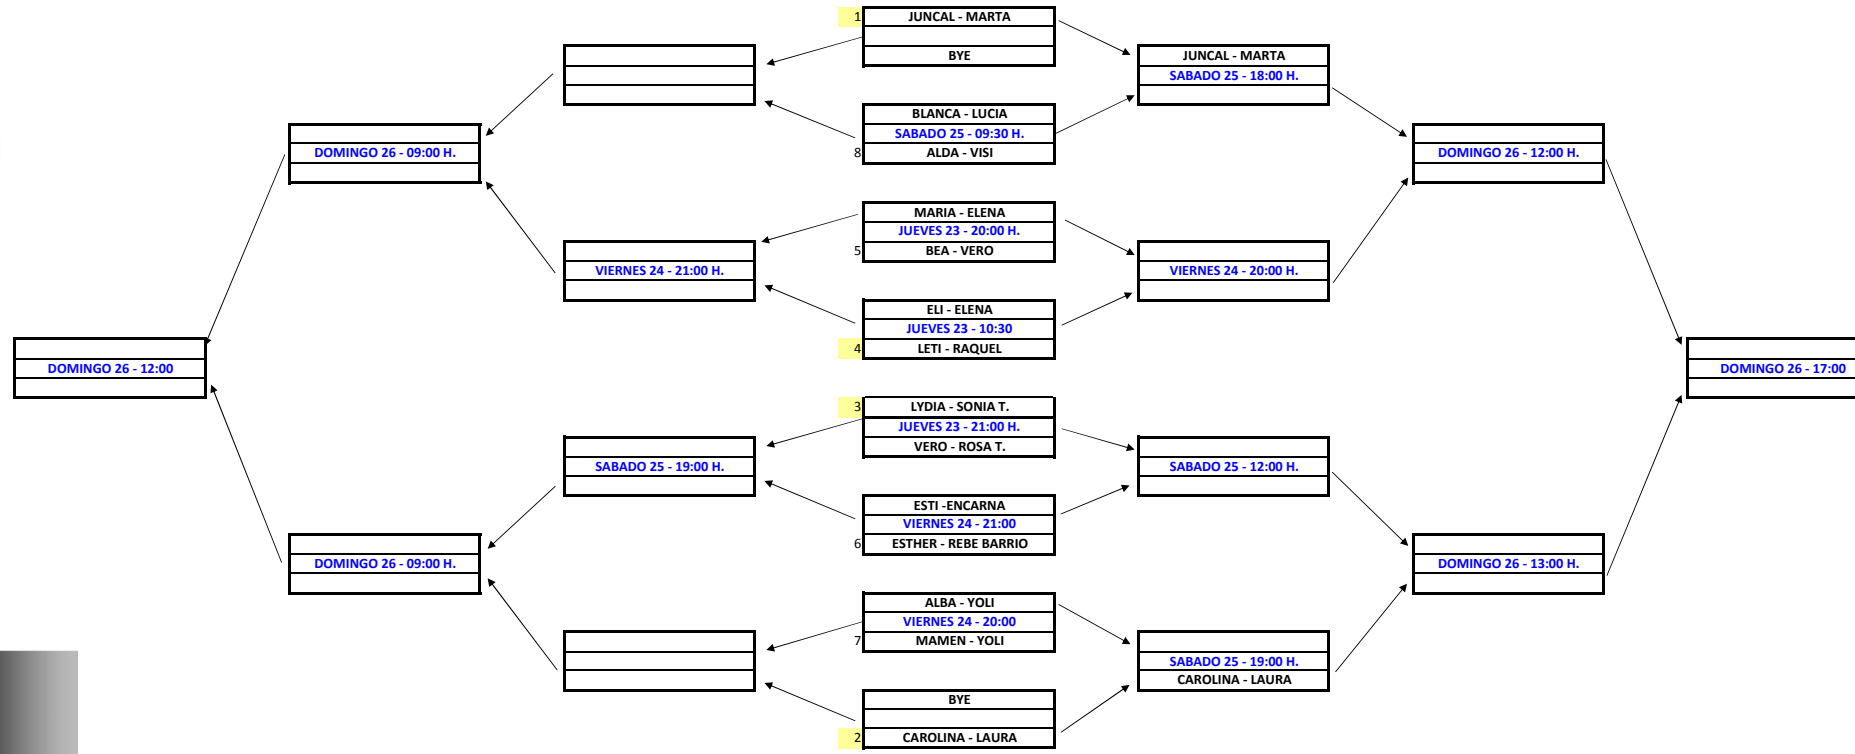 1
JUNCAL - MARTA
BYE
JUNCAL - MARTA
SABADO 25 - 18:00 H.
BLANCA - LUCIA
SABADO 25 - 09:30 H.
8
ALDA - VISI
DOMINGO 26 - 09:00 H.
DOMINGO 26 - 12:00 H.
MARIA - ELENA
JUEVES 23 - 20:00 H.
5
BEA - VERO
VIERNES 24 - 21:00 H.
VIERNES 24 - 20:00 H.
ELI - ELENA
JUEVES 23 - 10:30
4
LETI - RAQUEL
DOMINGO 26 - 12:00
DOMINGO 26 - 17:00
3
LYDIA - SONIA T.
JUEVES 23 - 21:00 H.
VERO - ROSA T.
SABADO 25 - 19:00 H.
SABADO 25 - 12:00 H.
ESTI -ENCARNA
VIERNES 24 - 21:00
6
ESTHER - REBE BARRIO
DOMINGO 26 - 09:00 H.
DOMINGO 26 - 13:00 H.
ALBA - YOLI
VIERNES 24 - 20:00
7
MAMEN - YOLI
SABADO 25 - 19:00 H.
CAROLINA - LAURA
BYE
2
CAROLINA - LAURA